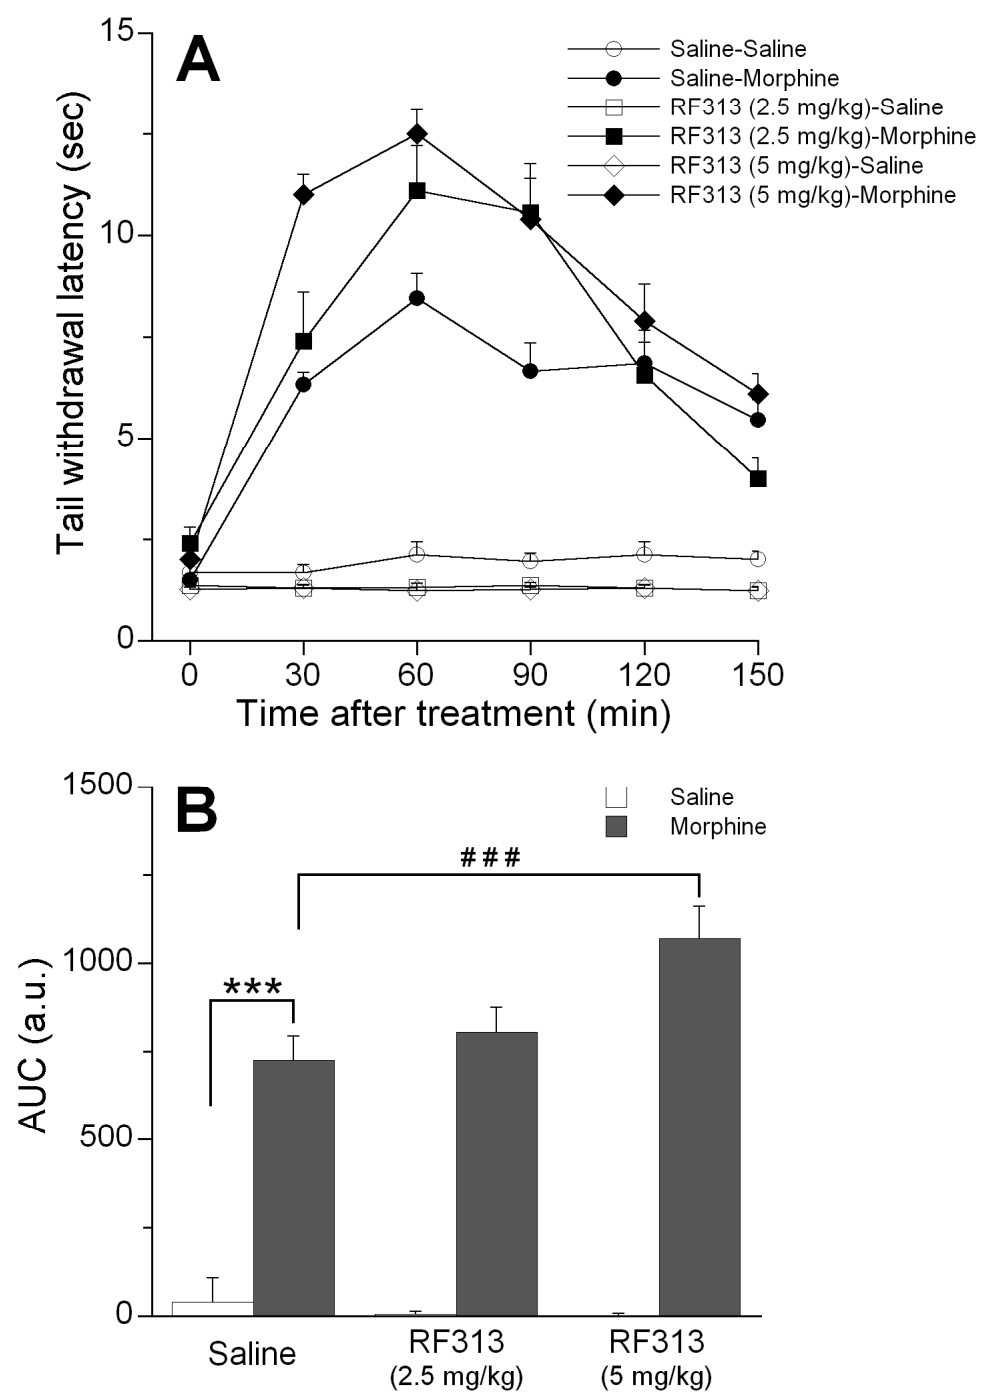 A
15
10
5
0
Tail withdrawal latency (sec)
Saline-Saline
Saline-Morphine
RF313 (2.5 mg/kg)-Saline
RF313 (2.5 mg/kg)-Morphine
RF313 (5 mg/kg)-Saline
RF313 (5 mg/kg)-Morphine
0 30 60 90 120 150
Time after treatment (min)
B
1500
1000
500
0
AUC (a.u.)
Saline
Morphine
###
***
Saline RF313 RF313
(2.5 mg/kg) (5 mg/kg)